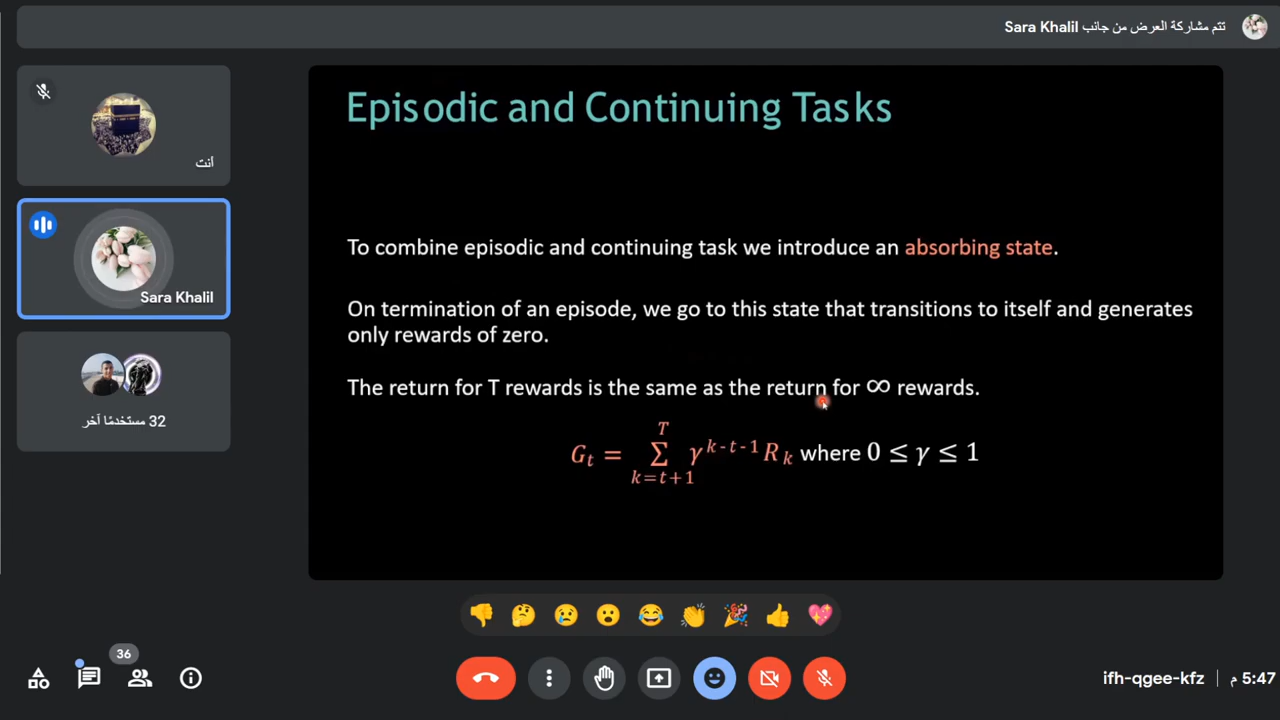 تتم مشاركة العرض من جانب Sara Khalil
أنت
Sara Khalil
32 مستخدمًا آخر
Episodic and Continuing Tasks
To combine episodic and continuing task we introduce an absorbing state.
On termination of an episode, we go to this state that transitions to itself and generates
only rewards of zero.
The return for T rewards is the same as the return for ∞ rewards.
G_t = Σ_{k=t+1}^{T} γ^{k-t-1} R_k where 0 ≤ γ ≤ 1
36
ifh-qgee-kfz
5:47 م